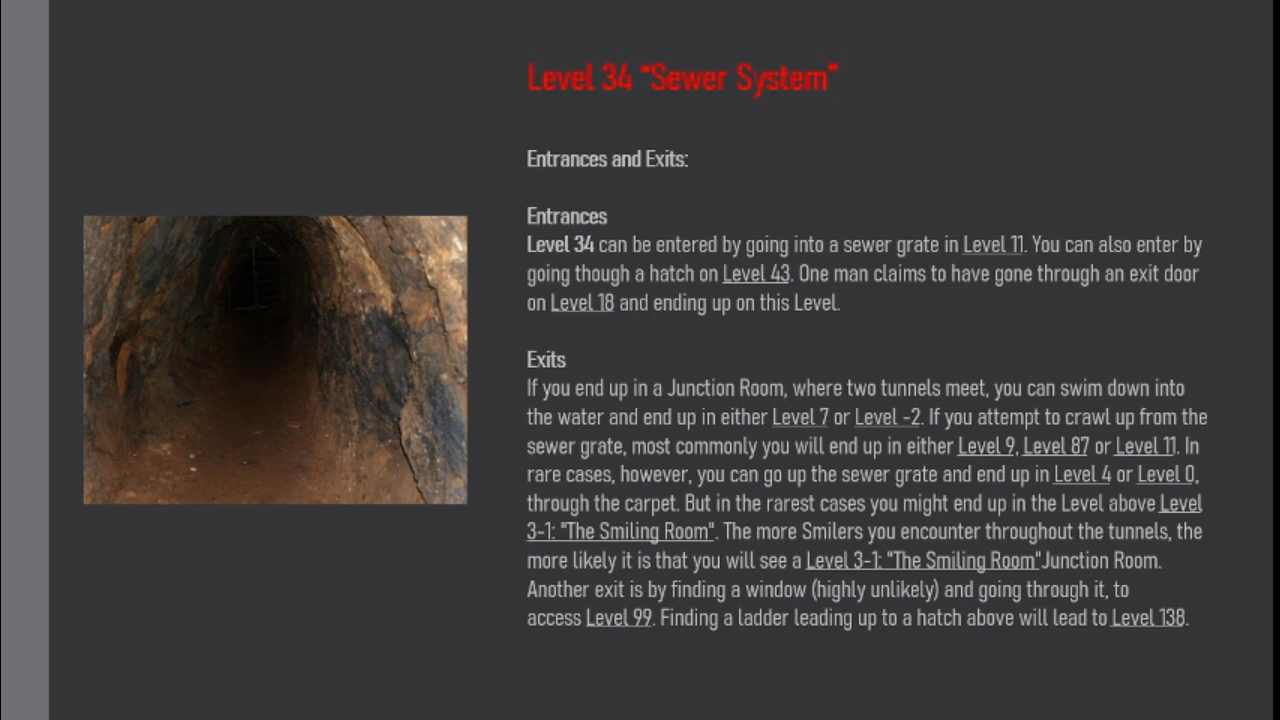 Level 34 “Sewer System”
Entrances and Exits:
Entrances
Level 34 can be entered by going into a sewer grate in Level 11. You can also enter by
going though a hatch on Level 43. One man claims to have gone through an exit door
on Level 18 and ending up on this Level.
Exits
If you end up in a Junction Room, where two tunnels meet, you can swim down into
the water and end up in either Level 7 or Level -2. If you attempt to crawl up from the
sewer grate, most commonly you will end up in either Level 9, Level 87 or Level 11. In
rare cases, however, you can go up the sewer grate and end up in Level 4 or Level 0,
through the carpet. But in the rarest cases you might end up in the Level above Level
3-1: "The Smiling Room". The more Smilers you encounter throughout the tunnels, the
more likely it is that you will see a Level 3-1: "The Smiling Room"Junction Room.
Another exit is by finding a window (highly unlikely) and going through it, to
access Level 99. Finding a ladder leading up to a hatch above will lead to Level 138.